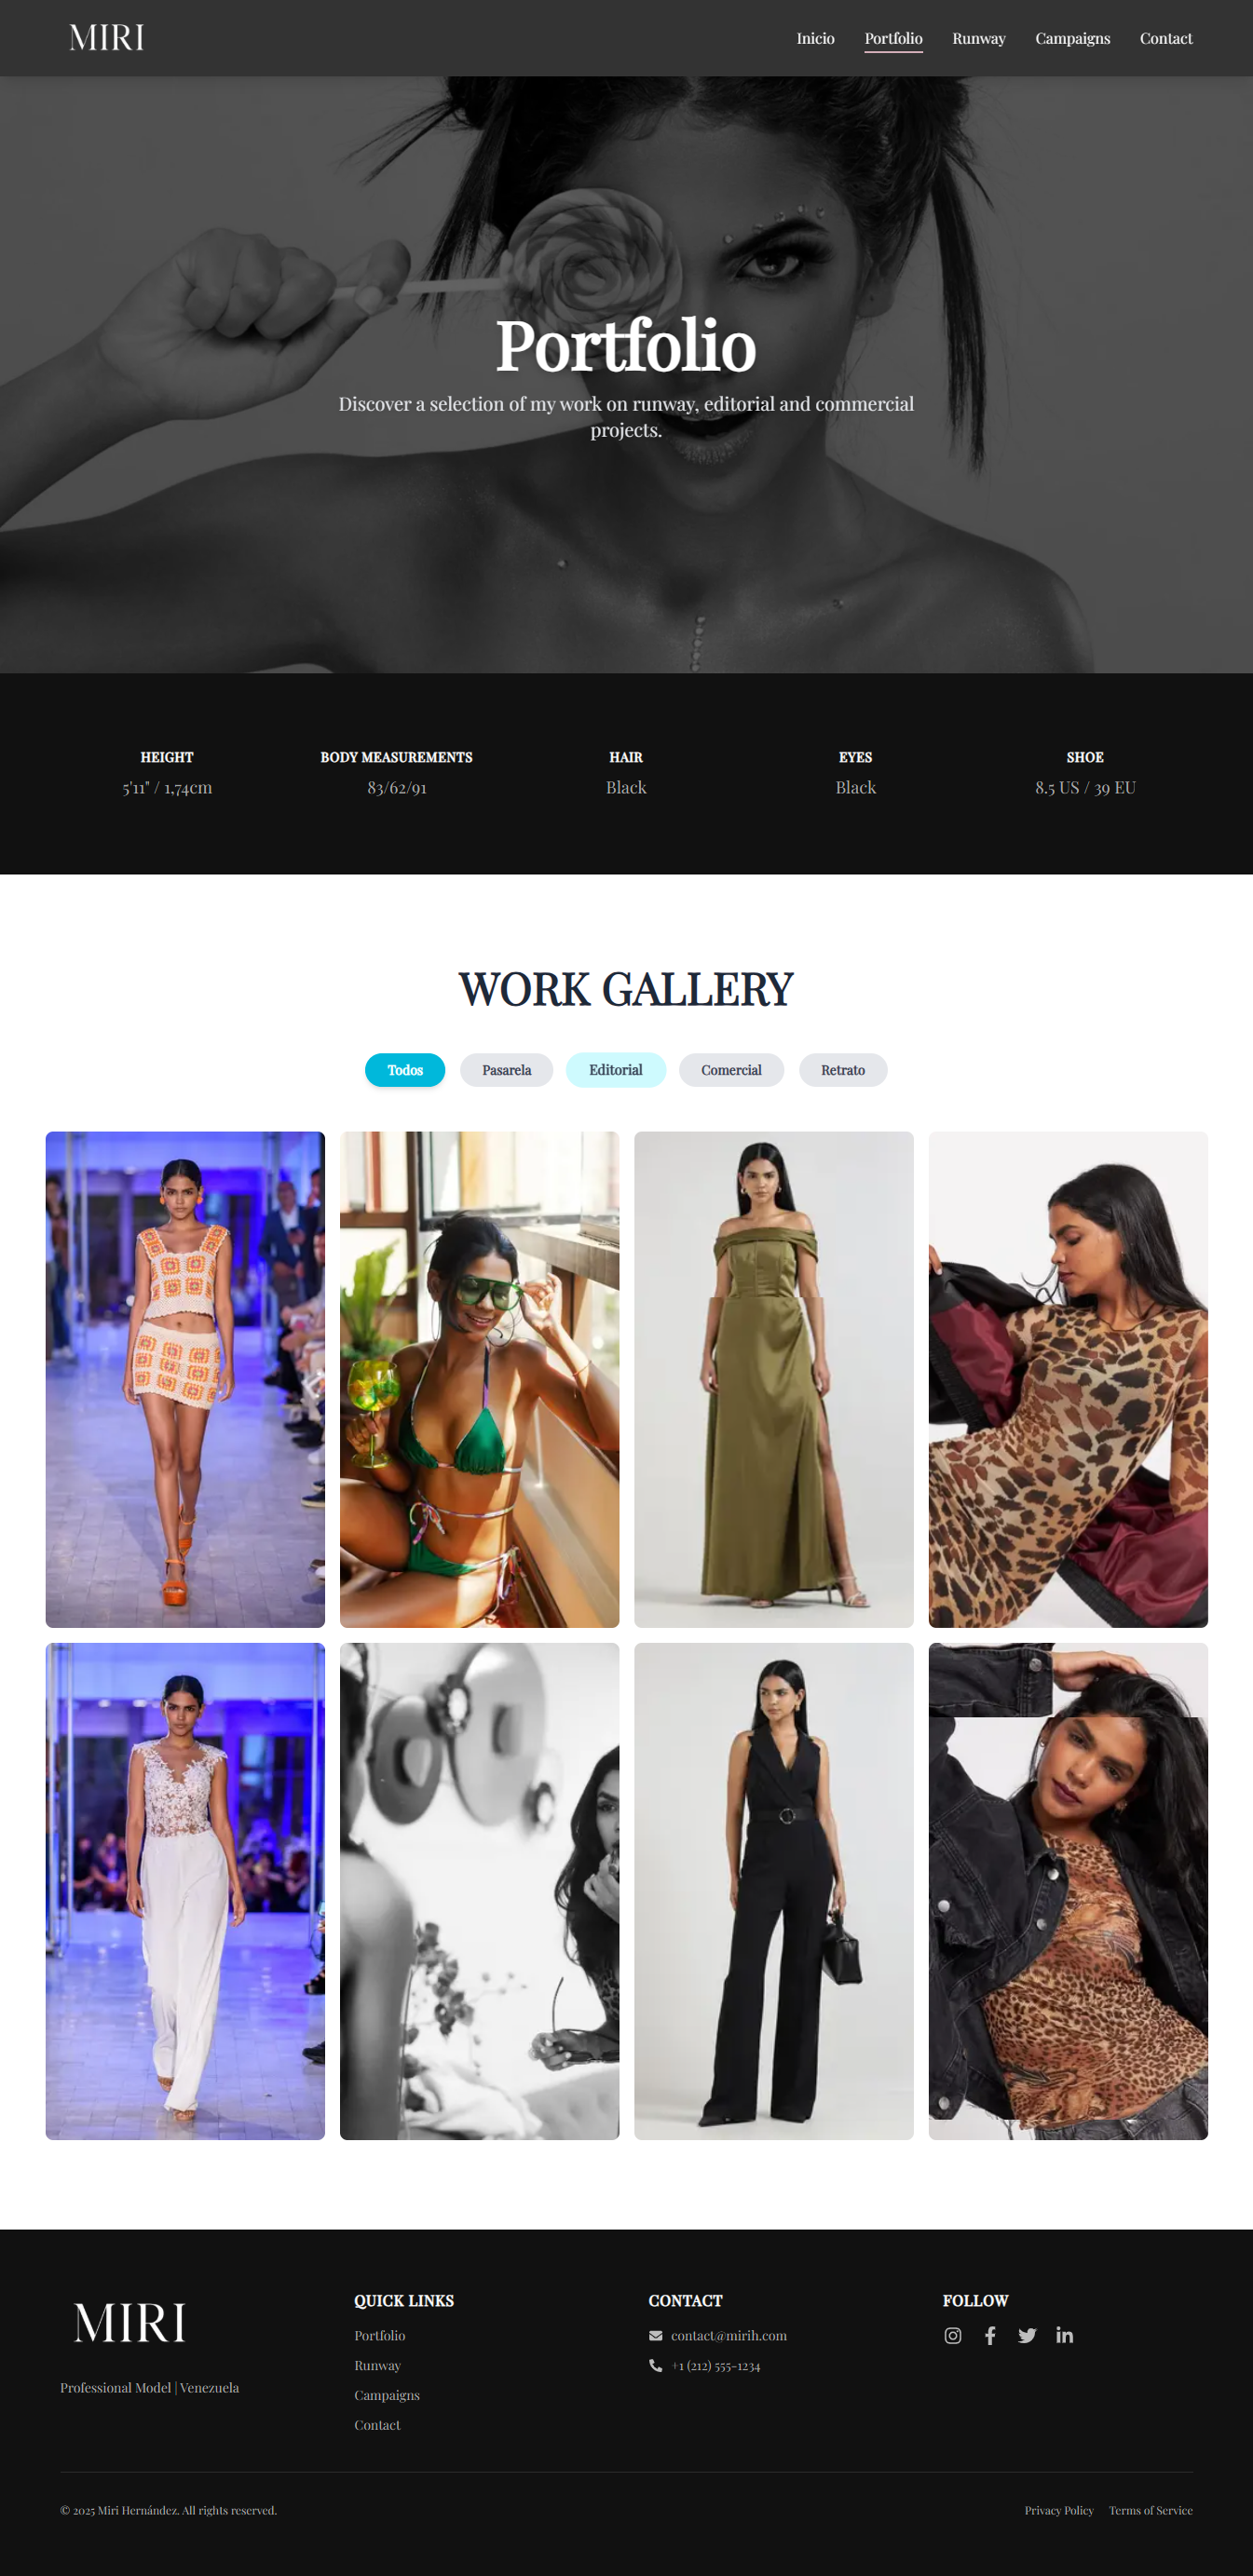 MIRI
Inicio Portfolio Runway Campaigns Contact
Portfolio
Discover a selection of my work on runway, editorial and commercial
projects.
HEIGHT BODY MEASUREMENTS HAIR EYES SHOE
5'11" / 1,74cm 83/62/91 Black Black 8.5 US / 39 EU
WORK GALLERY
Todos Pasarela Editorial Comercial Retrato
MIRI
Professional Model | Venezuela
QUICK LINKS
Portfolio
Runway
Campaigns
Contact
CONTACT
contact@mirih.com
+1 (212) 555-1234
FOLLOW
© 2025 Miri Hernández. All rights reserved.
Privacy Policy Terms of Service